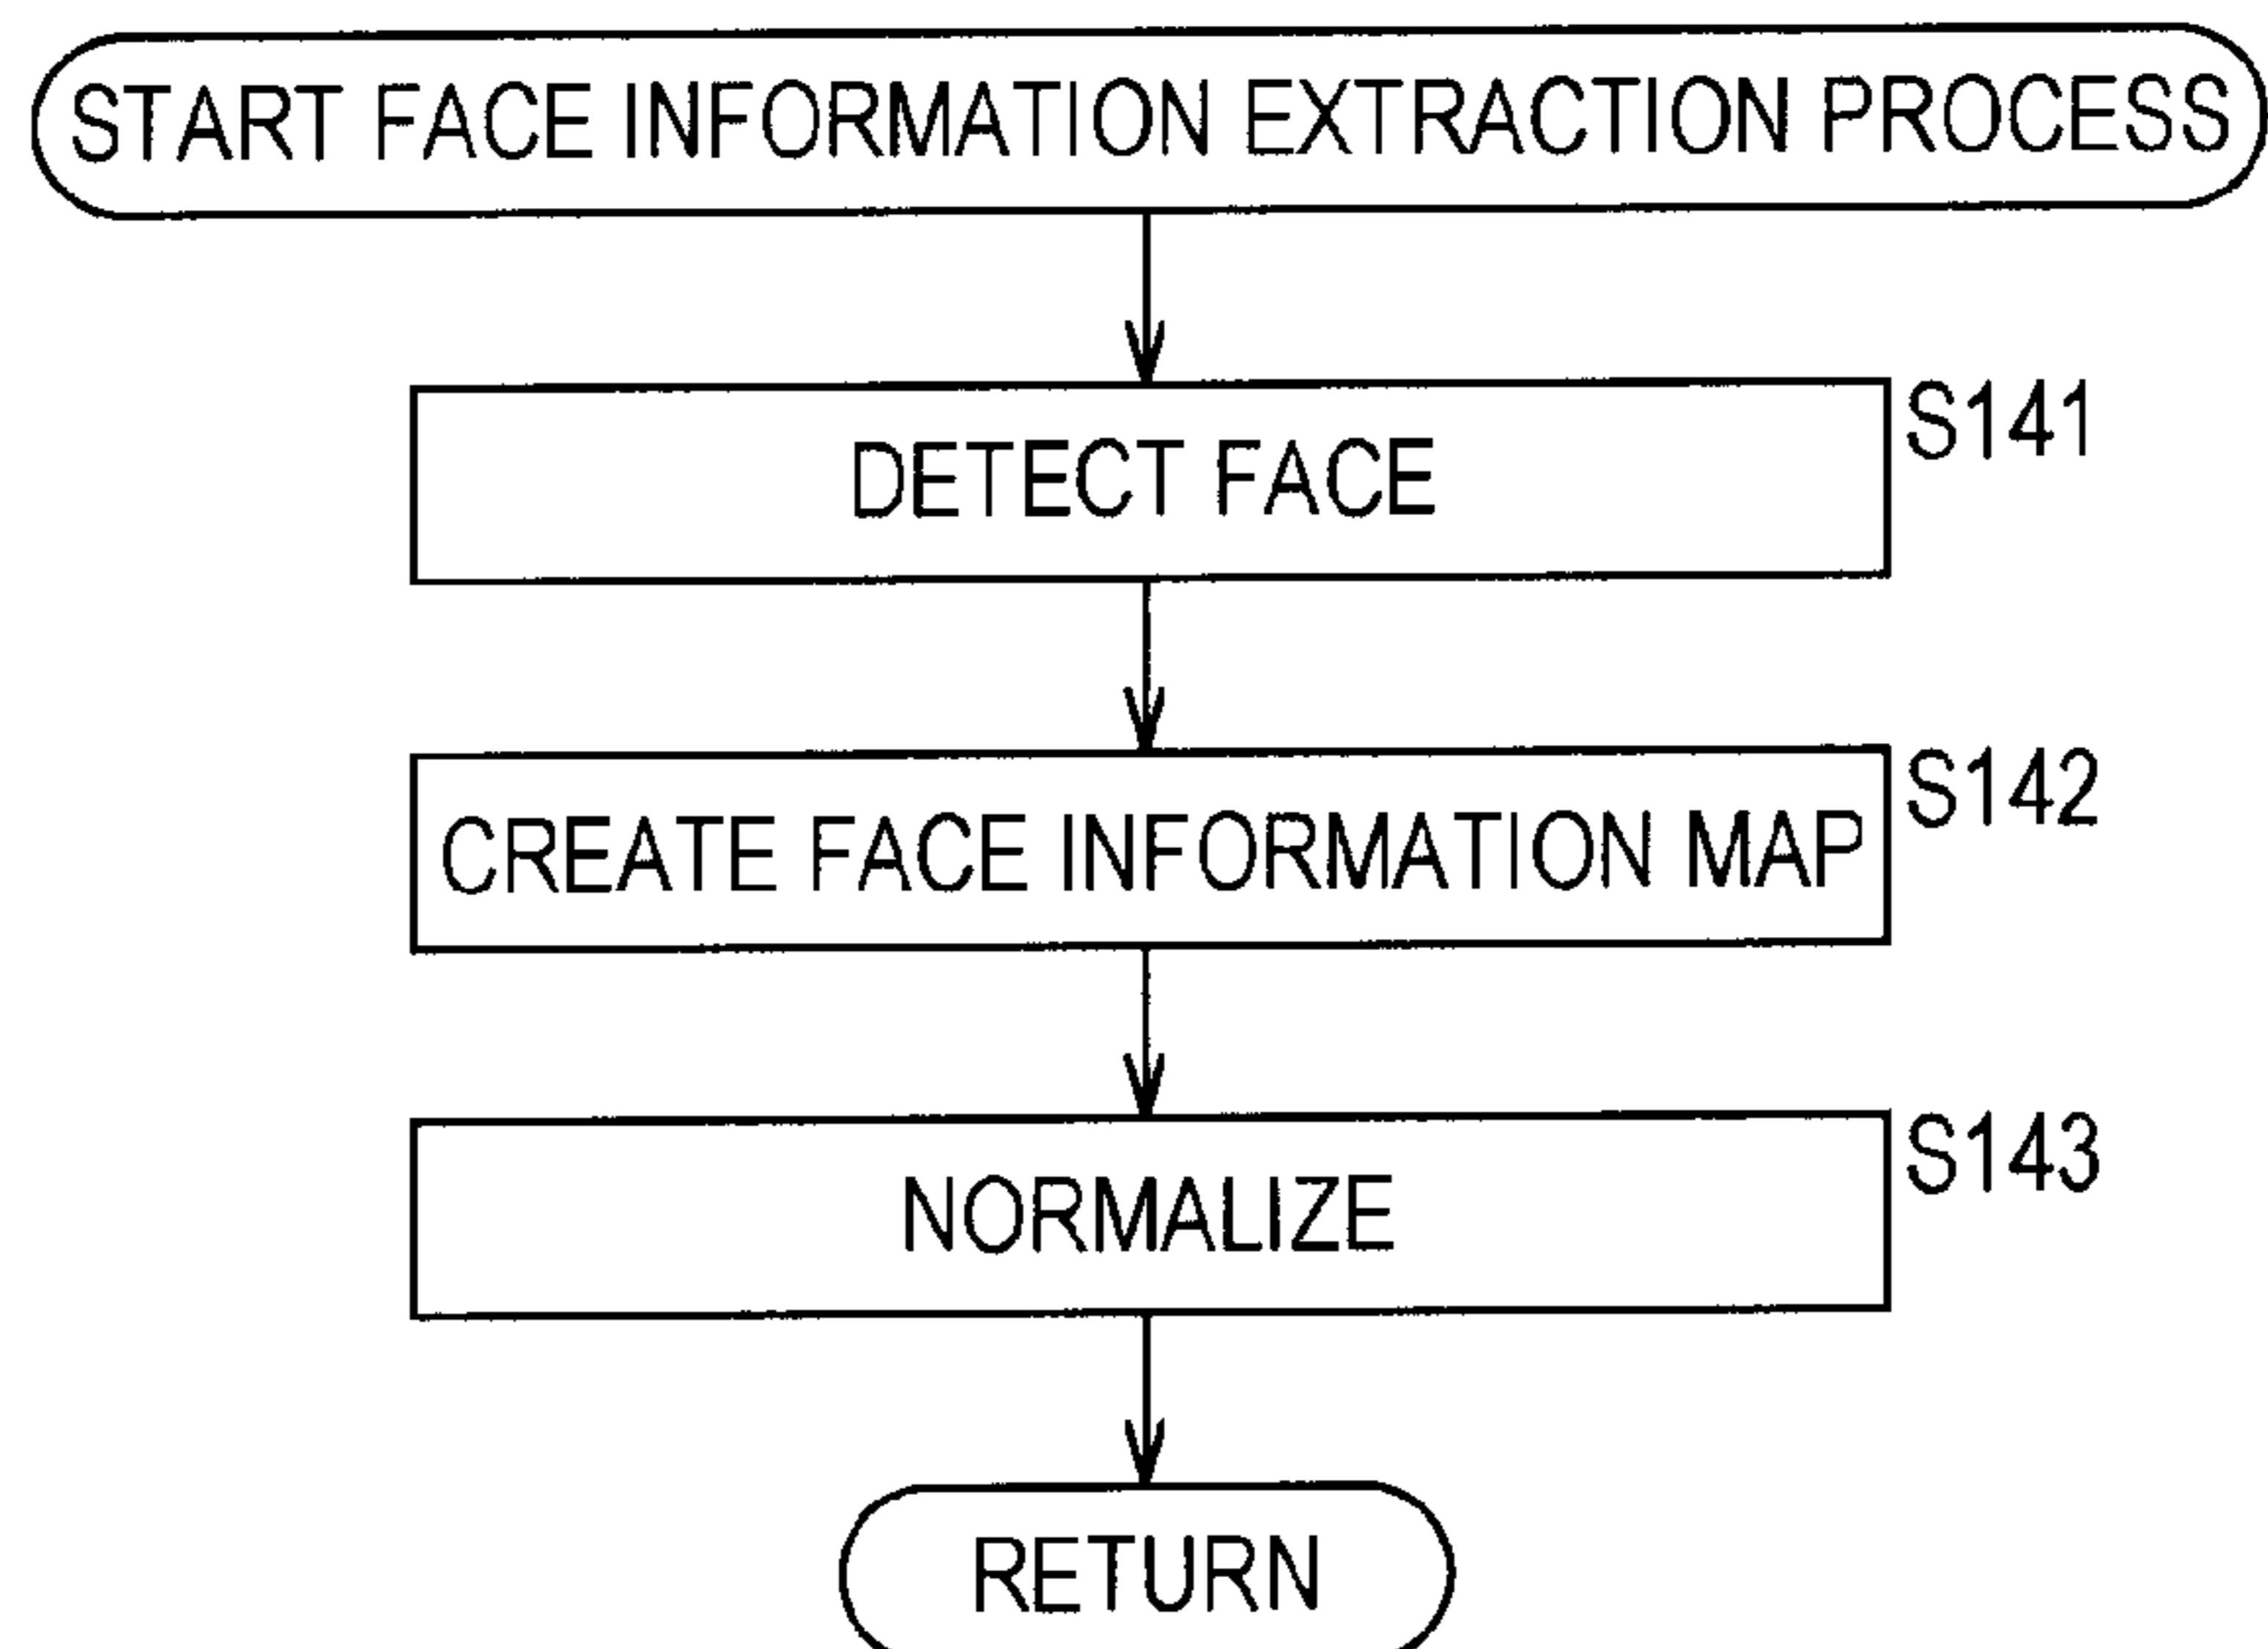 START FACE INFORMATION EXTRACTION PROCESS
DETECT FACE
S141
CREATE FACE INFORMATION MAP
S142
NORMALIZE
S143
RETURN